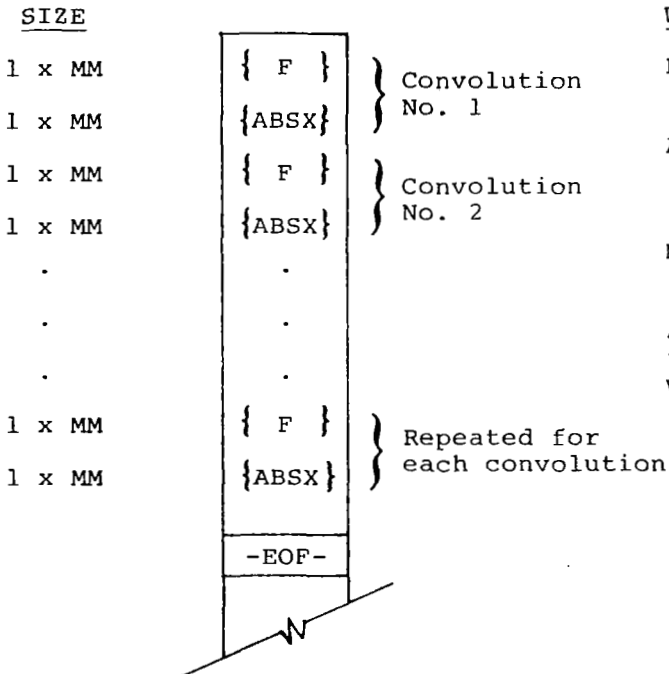 SIZE
1 x MM { F } } Convolution
1 x MM {ABSX} No. 1
1 x MM { F } } Convolution
1 x MM {ABSX} No. 2
. .
. .
. .
1 x MM { F } } Repeated for
1 x MM {ABSX} each convolution
-EOF-
N